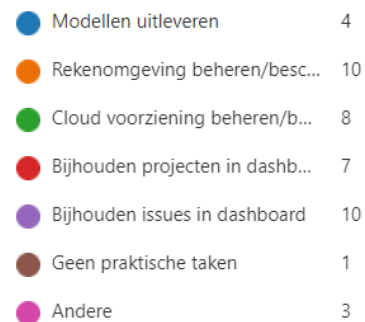 Modellen uitleveren 4
Rekenomgeving beheren/besc... 10
Cloud voorziening beheren/b... 8
Bijhouden projecten in dashb... 7
Bijhouden issues in dashboard 10
Geen praktische taken 1
Andere 3